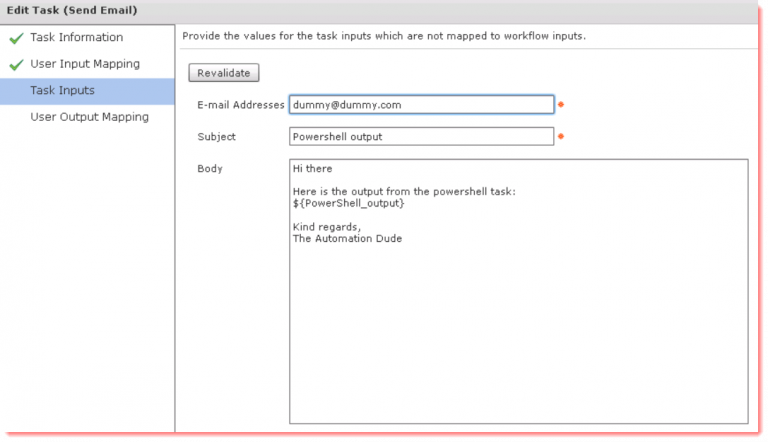 Edit Task (Send Email)
Task Information
User Input Mapping
Task Inputs
User Output Mapping
Provide the values for the task inputs which are not mapped to workflow inputs.
Revalidate
E-mail Addresses dummy@dummy.com
Subject Powershell output
Body Hi there
Here is the output from the powershell task:
${PowerShell_output}
Kind regards,
The Automation Dude